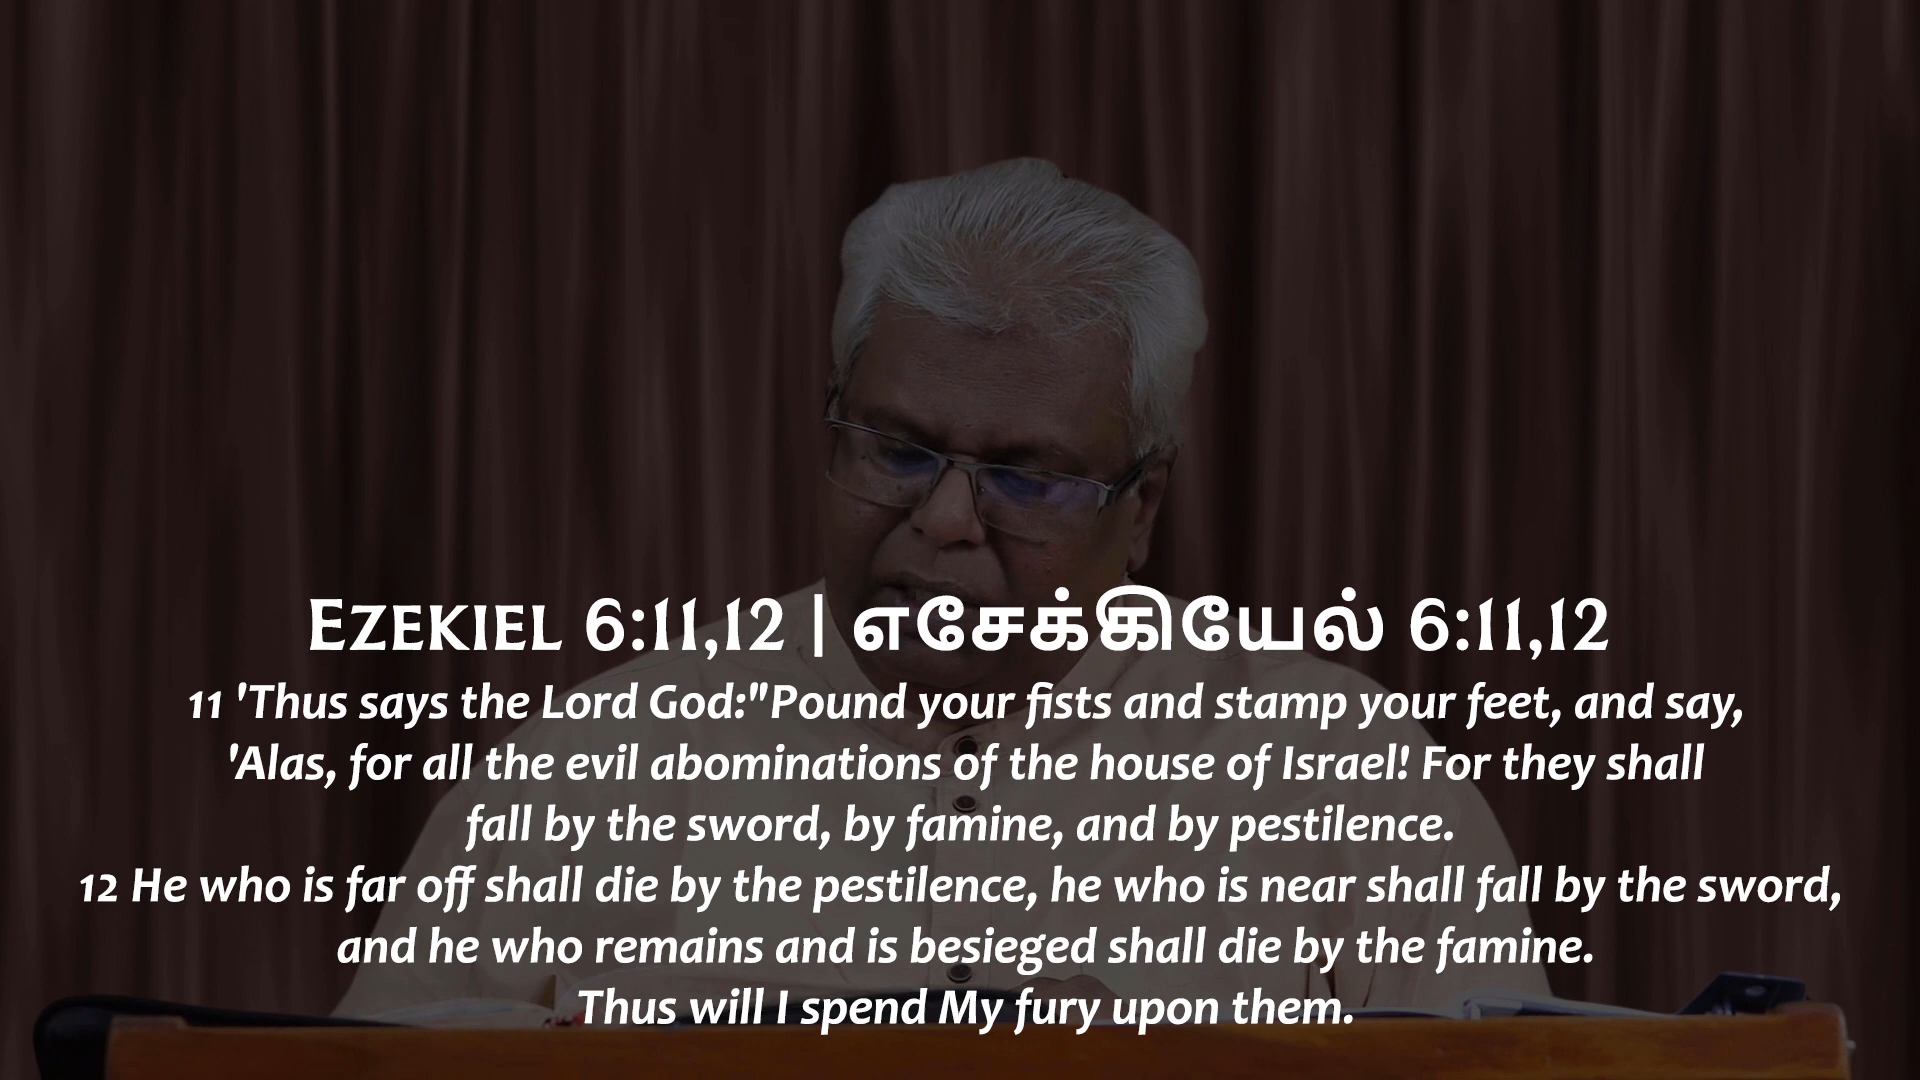 EZEKIEL 6:11,12 | எசேக்கியேல் 6:11,12
11 'Thus says the Lord God:"Pound your fists and stamp your feet, and say,
'Alas, for all the evil abominations of the house of Israel! For they shall
fall by the sword, by famine, and by pestilence.
12 He who is far off shall die by the pestilence, he who is near shall fall by the sword,
and he who remains and is besieged shall die by the famine.
Thus will I spend My fury upon them.